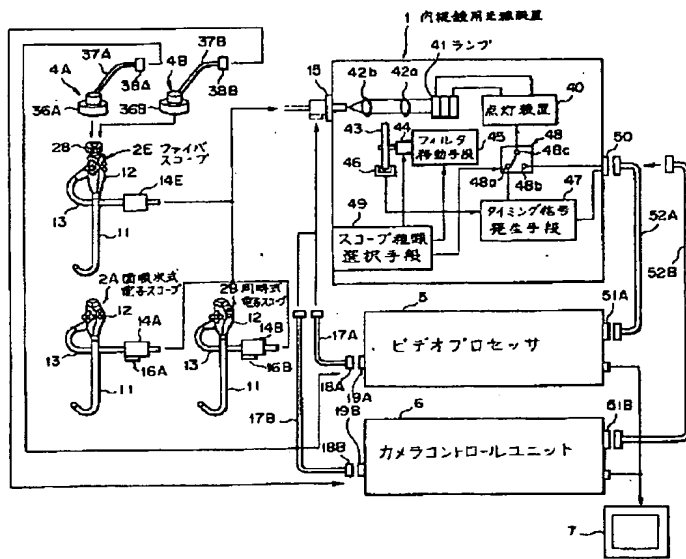 1 内視鏡用光源装置
37A
37B
4A
38A
4B
38B
36A
36B
15
42b
42a
41 ランプ
点灯装置
40
43
44
フィルタ移動手段
45
46
48
48c
48a
48b
50
28
2E ファイバスコープ
12
14E
13
11
49
スコープ種類選択手段
47
タイミング信号発生手段
52A
52B
2A 面順次式電子スコープ
12
14A
13
16A
11
2B 同時式電子スコープ
12
14B
13
16B
11
17A
17B
18A
19A
18B
19B
5
51A
ビデオプロセッサ
6
51B
カメラコントロールユニット
7